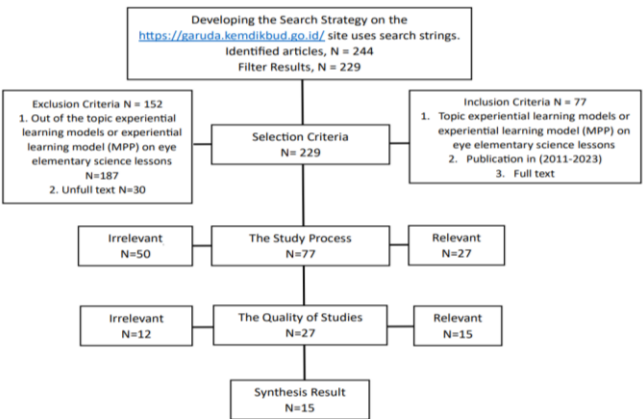 Developing the Search Strategy on the
https://garuda.kemdikbud.go.id/ site uses search strings.
Identified articles, N = 244
Filter Results, N = 229
Exclusion Criteria N = 152
1. Out of the topic experiential
learning models or experiential
learning model (MPP) on eye
elementary science lessons
N=187
2. Unfull text N=30
Selection Criteria
N= 229
Inclusion Criteria N = 77
1. Topic experiential learning models or
experiential learning model (MPP) on
eye elementary science lessons
2. Publication in (2011-2023)
3. Full text
Irrelevant
N=50
The Study Process
N=77
Relevant
N=27
Irrelevant
N=12
The Quality of Studies
N=27
Relevant
N=15
Synthesis Result
N=15